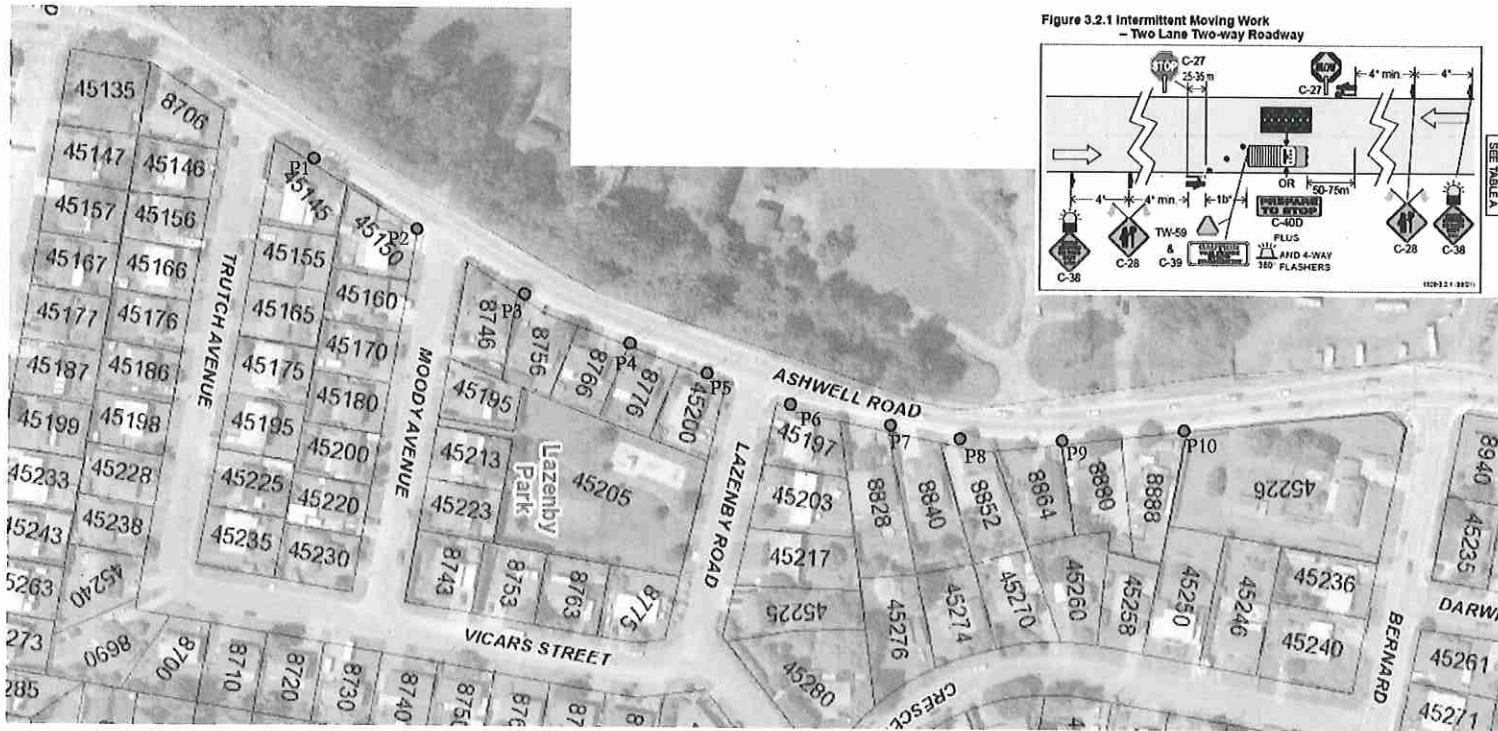 Figure 3.2.1 Intermittent Moving Work
– Two Lane Two-way Roadway
STOP
C-27
25-35 m
SLOW
C-27
4* min.
4*
SEE TABLE A
OR
50-75m
4*
4* min.
1b*
PREPARE
TO STOP
C-40D
PLUS
360° AND 4-WAY
FLASHERS
TW-59
&
C-39
CAUTION
C-38
C-28
C-28
C-38
45135
8706
45147
45146
45157
45156
45167
45166
45177
45176
45187
45186
45199
45198
45233
45228
45243
45238
45263
45240
45273
TRUTCH AVENUE
P1
45145
P2
45150
45155
45160
45165
45170
45175
45180
45195
45200
45225
45220
45235
45230
MOODY AVENUE
P3
8746
8756
P4
8766
8776
P5
45200
45195
45213
45223
Lazenby
Park
45205
8743
8753
8763
8775
LAZENBY ROAD
ASHWELL ROAD
P6
45197
P7
P8
P9
P10
45203
45217
45225
45280
8828
8840
8852
8864
8880
8888
45226
45276
45274
45270
45260
45258
45250
45246
45236
45240
BERNARD
8940
45235
DARW
45261
45271
VICARS STREET
CRESCE
285
8690
8700
8710
8720
8730
8740